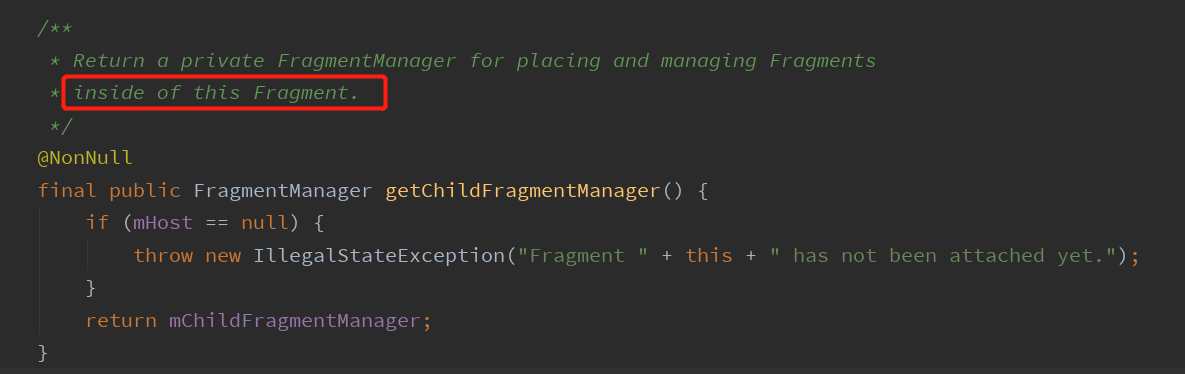 /**
* Return a private FragmentManager for placing and managing Fragments
* inside of this Fragment.
*/
@NonNull
final public FragmentManager getChildFragmentManager() {
if (mHost == null) {
throw new IllegalStateException("Fragment " + this + " has not been attached yet.");
}
return mChildFragmentManager;
}